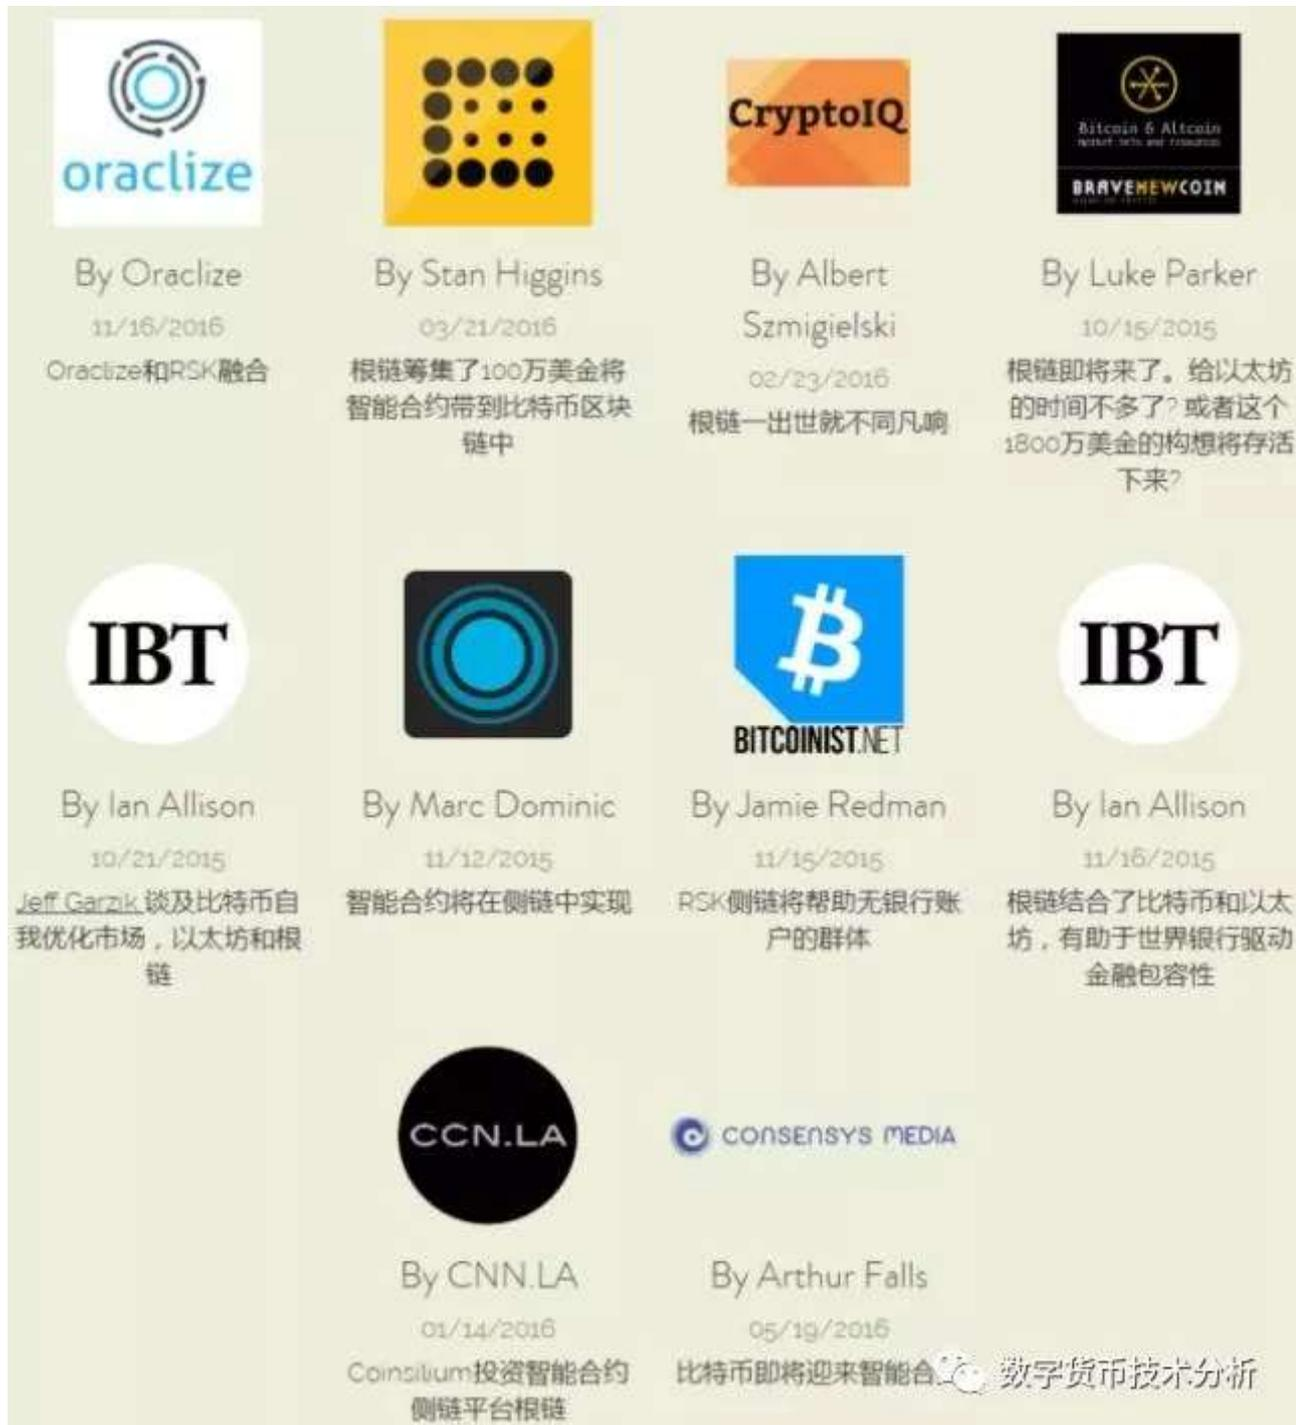 oraclize
CryptoIQ
Bitcoin & Altcoin
BRAVENEWCOIN
By Oraclize
11/16/2016
Oraclize和RSK融合
By Stan Higgins
03/21/2016
根链筹集了100万美金将
智能合约带到比特币区块
链中
By Albert
Szmigielski
02/23/2016
根链一出世就不同凡响
By Luke Parker
10/15/2015
根链即将来了。给以太坊
的时间不多了? 或者这个
1800万美金的构想将存活
下来?
IBT
BITCOINIST.NET
IBT
By Ian Allison
10/21/2015
Jeff Garzik 谈及比特币自
我优化市场，以太坊和根
链
By Marc Dominic
11/12/2015
智能合约将在侧链中实现
By Jamie Redman
11/15/2015
RSK侧链将帮助无银行账
户的群体
By Ian Allison
11/16/2015
根链结合了比特币和以太
坊，有助于世界银行驱动
金融包容性
CCN.LA
CONSENSYS MEDIA
By CNN.LA
01/14/2016
Coinsilium投资智能合约
侧链平台根链
By Arthur Falls
05/19/2016
比特币即将迎来智能合
数字货币技术分析